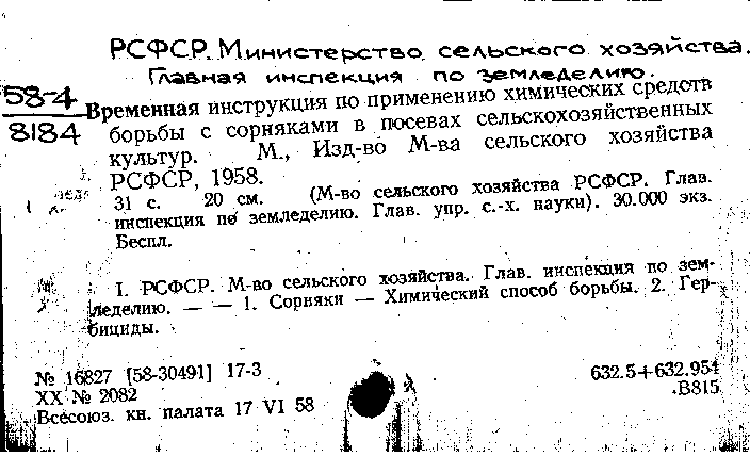 РСФСР. Министерство сельского хозяйства.
Главная инспекция по земледелию.
58-4
8184
Временная инструкция по применению химических средств
борьбы с сорняками в посевах сельскохозяйственных
культур. М., Изд-во М-ва сельского хозяйства
РСФСР, 1958.
31 с. 20 см. (М-во сельского хозяйства РСФСР. Глав.
инспекция по земледелию. Глав. упр. с.-х. науки). 30.000 экз.
Беспл.
I. РСФСР. М-во сельского хозяйства. Глав. инспекция по зем-
леделию. — — 1. Сорняки — Химический способ борьбы. 2. Гер-
бициды.
№ 16827 [58-30491] 17-3
632.5+632.954
XX № 2082
.В815
Всесоюз. кн. палата 17 VI 58